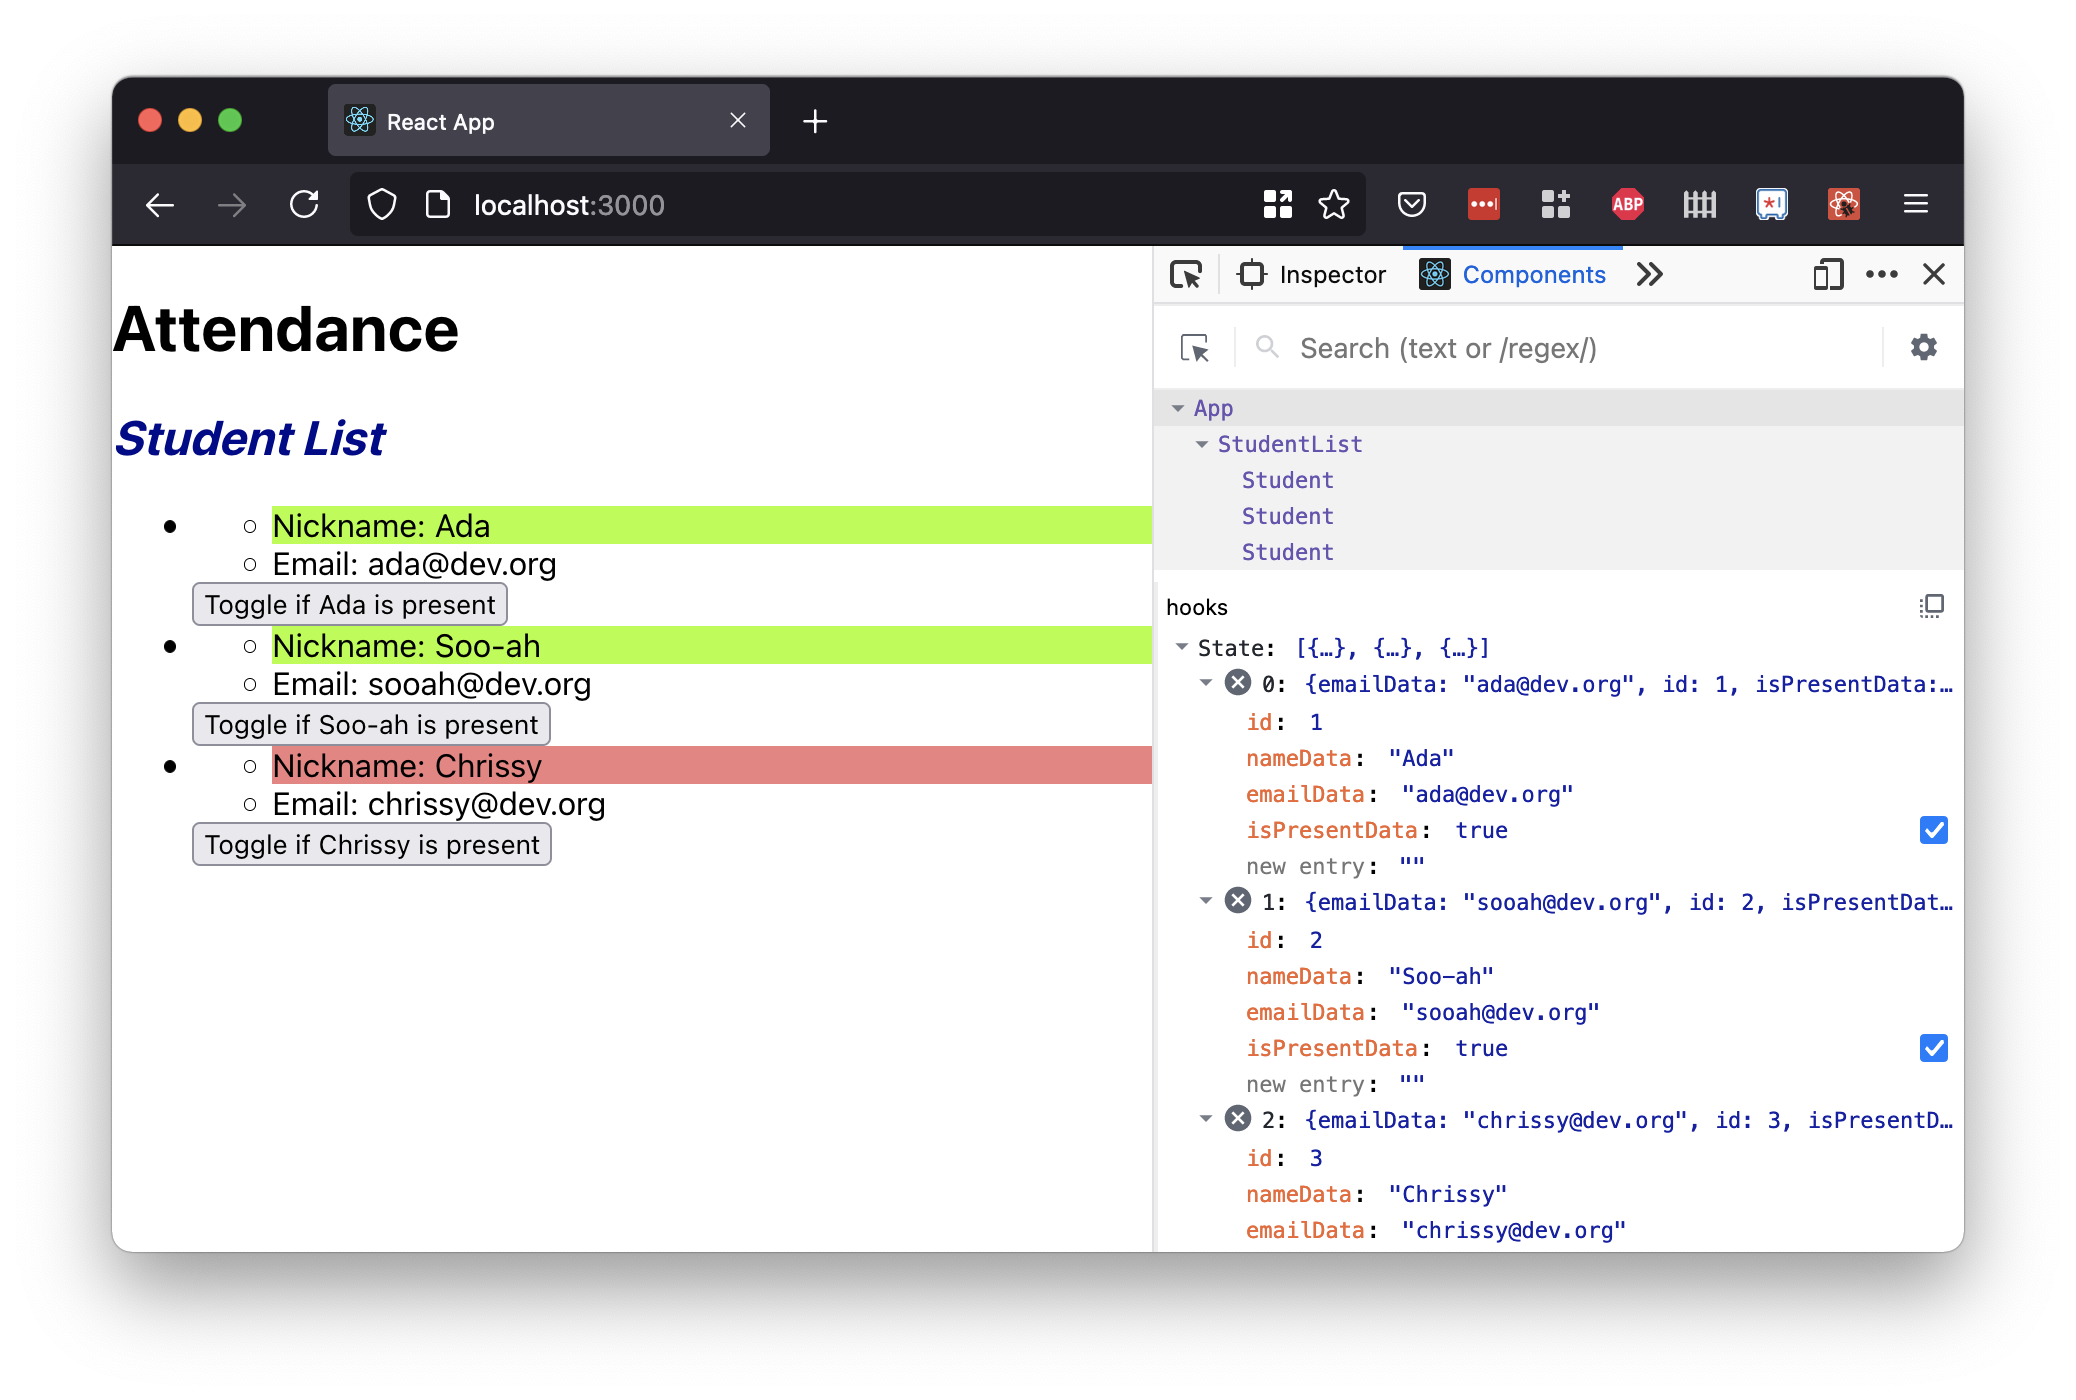 React App
localhost:3000
ABP
Attendance
Student List
Nickname: Ada
Email: ada@dev.org
Toggle if Ada is present
Nickname: Soo-ah
Email: sooah@dev.org
Toggle if Soo-ah is present
Nickname: Chrissy
Email: chrissy@dev.org
Toggle if Chrissy is present
Inspector
Components
Search (text or /regex/)
App
StudentList
Student
Student
Student
hooks
State: [{…}, {…}, {…}]
0: {emailData: "ada@dev.org", id: 1, isPresentData:…
id: 1
nameData: "Ada"
emailData: "ada@dev.org"
isPresentData: true
new entry: ""
1: {emailData: "sooah@dev.org", id: 2, isPresentDat…
id: 2
nameData: "Soo-ah"
emailData: "sooah@dev.org"
isPresentData: true
new entry: ""
2: {emailData: "chrissy@dev.org", id: 3, isPresentD…
id: 3
nameData: "Chrissy"
emailData: "chrissy@dev.org"